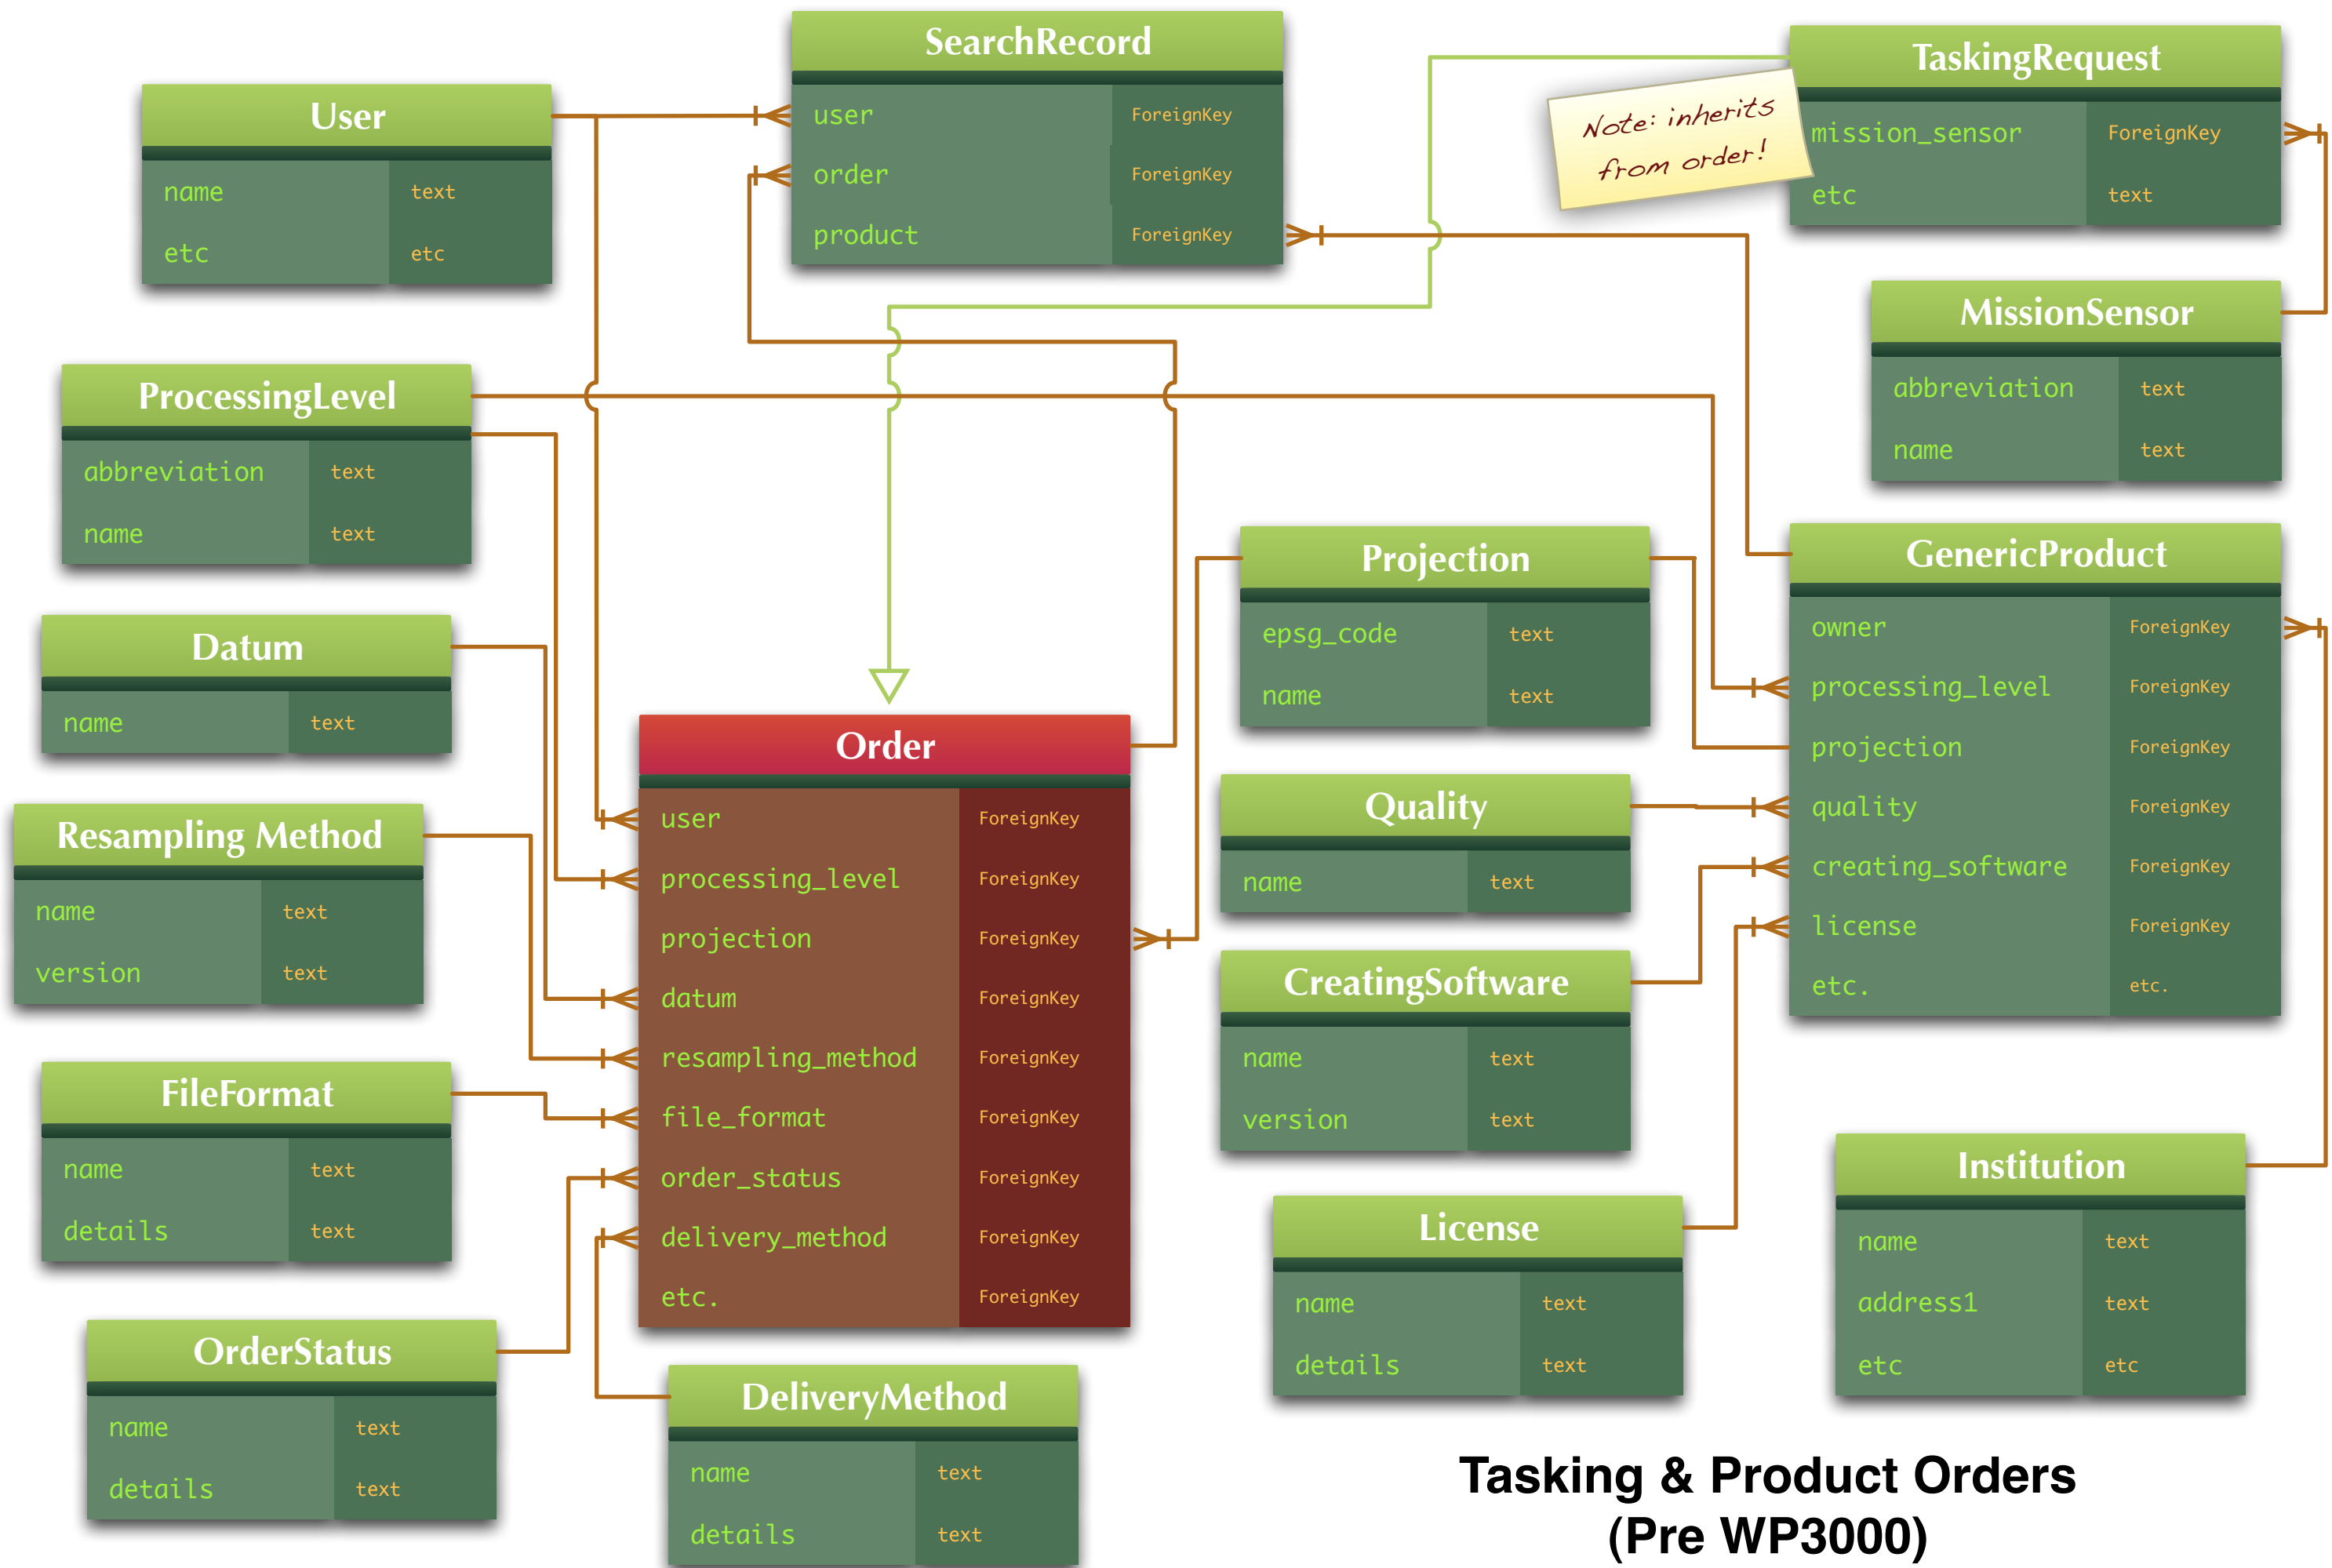 SearchRecord
user ForeignKey
order ForeignKey
product ForeignKey
TaskingRequest
mission_sensor ForeignKey
etc text
Note: inherits
from order!
User
name text
etc etc
MissionSensor
abbreviation text
name text
ProcessingLevel
abbreviation text
name text
Projection
epsg_code text
name text
GenericProduct
owner ForeignKey
processing_level ForeignKey
projection ForeignKey
quality ForeignKey
creating_software ForeignKey
license ForeignKey
etc. etc.
Datum
name text
Order
user ForeignKey
processing_level ForeignKey
projection ForeignKey
datum ForeignKey
resampling_method ForeignKey
file_format ForeignKey
order_status ForeignKey
delivery_method ForeignKey
etc. ForeignKey
Quality
name text
Resampling Method
name text
version text
CreatingSoftware
name text
version text
FileFormat
name text
details text
License
name text
details text
Institution
name text
address1 text
etc etc
OrderStatus
name text
details text
DeliveryMethod
name text
details text
Tasking & Product Orders
(Pre WP3000)